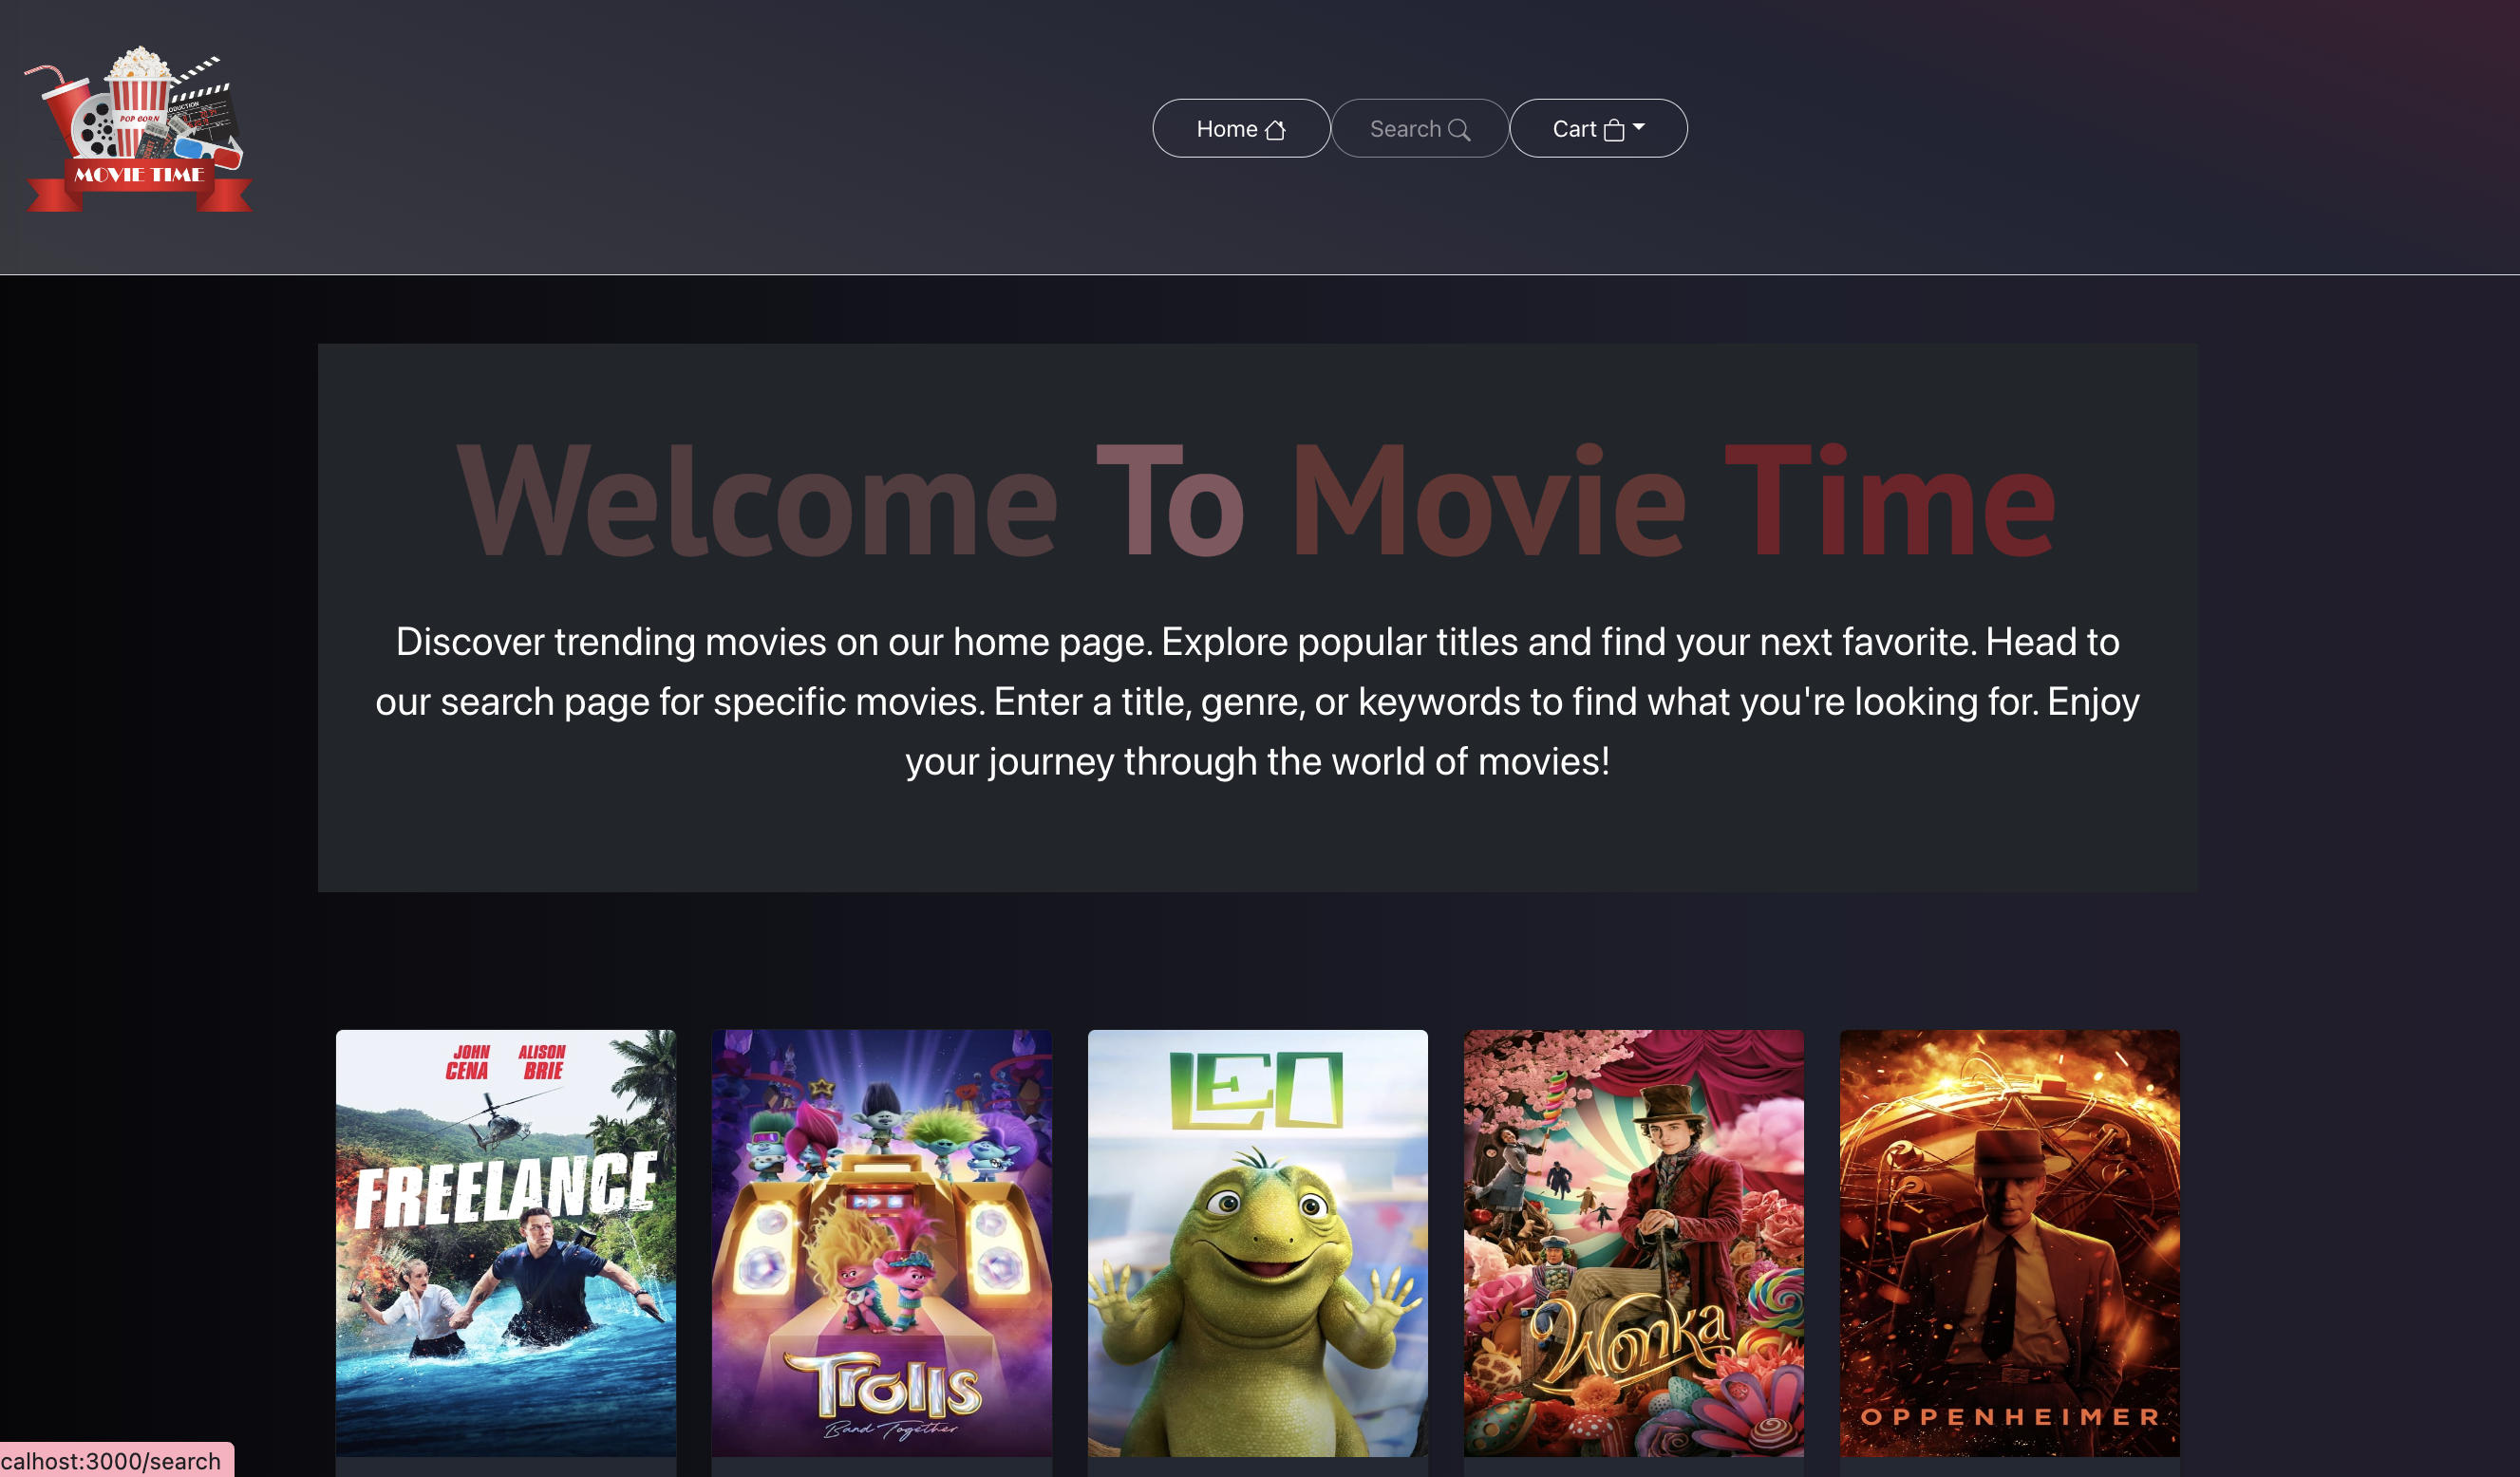 PRODUCTION
POP CORN
MOVIE TIME
Home
Search
Cart
Welcome To Movie Time
Discover trending movies on our home page. Explore popular titles and find your next favorite. Head to
our search page for specific movies. Enter a title, genre, or keywords to find what you're looking for. Enjoy
your journey through the world of movies!
JOHN CENA
ALISON BRIE
FREELANCE
Trolls
Band Together
LEO
Wonka
OPPENHEIMER
calhost:3000/search